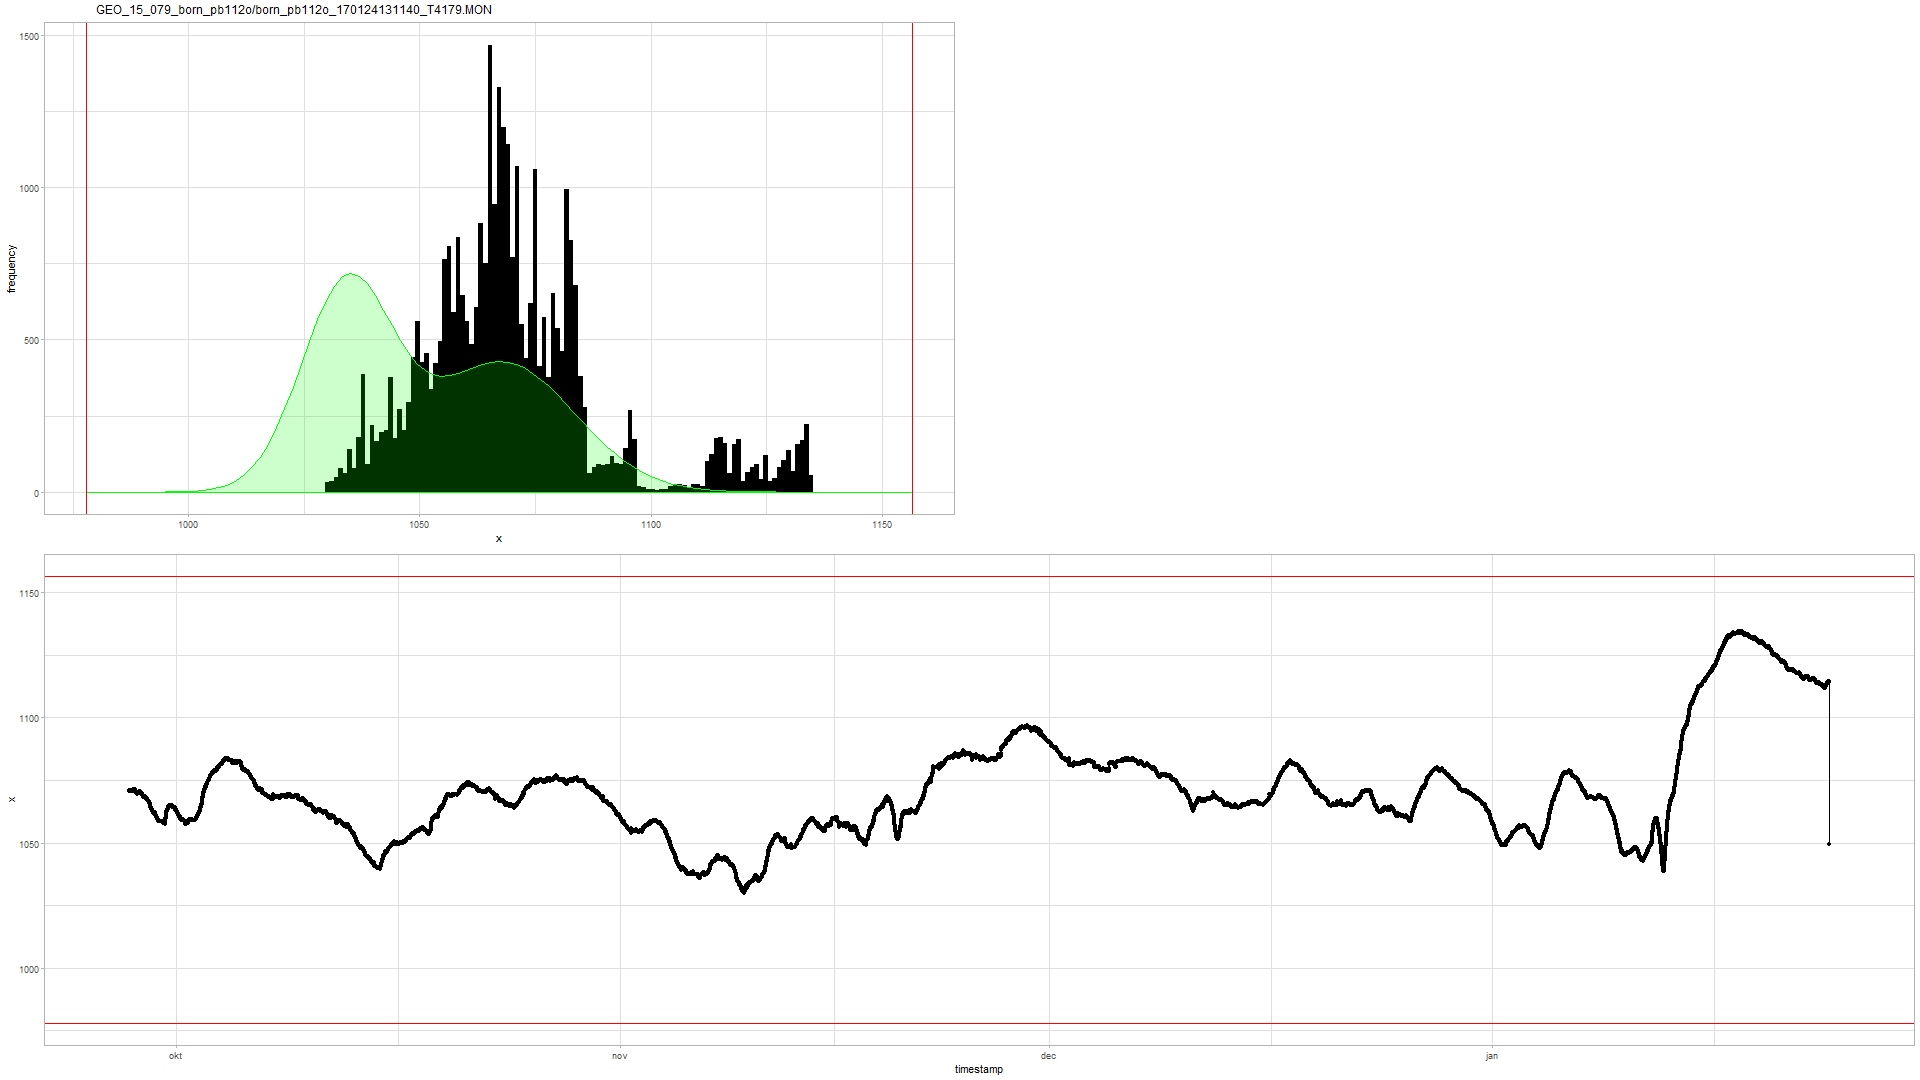 GEO_15_079_born_pb112o/born_pb112o_170124131140_T4179.MON
1500
1000
500
0
frequency
1000 1050 1100 1150
x
1150
1100
1050
1000
x
okt nov dec jan
timestamp